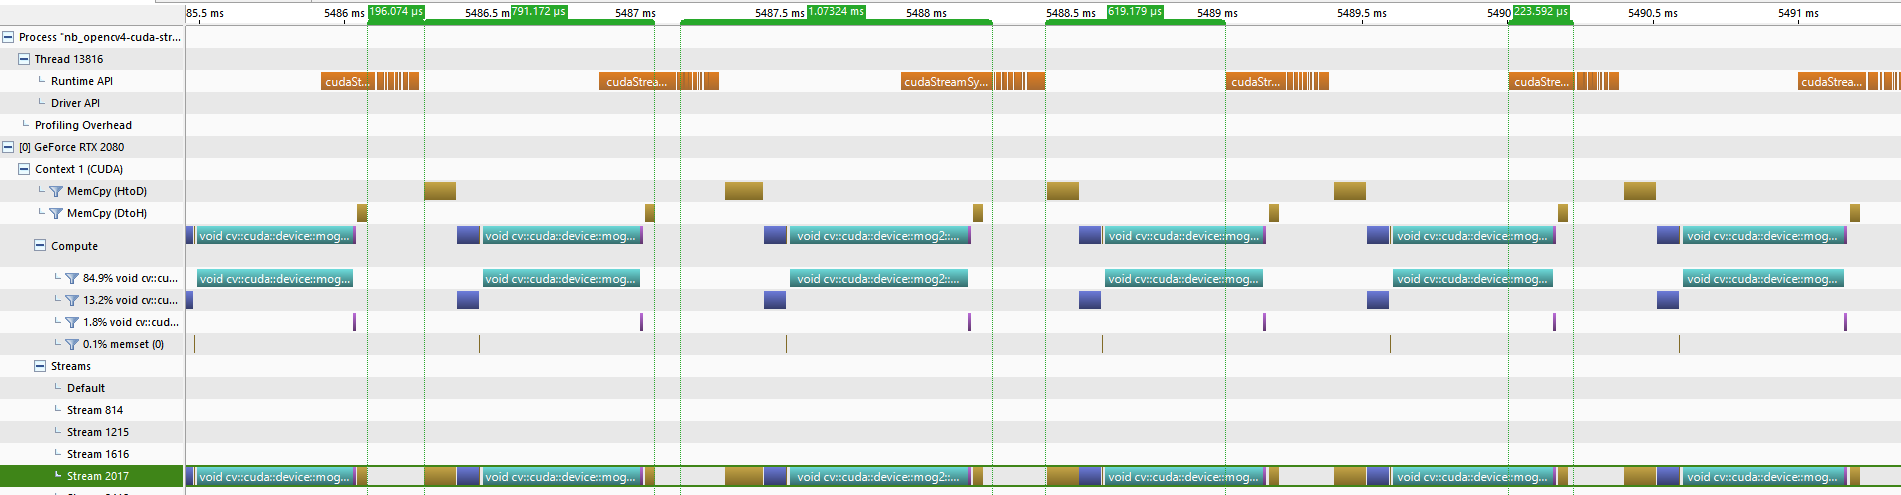 85.5 ms 5486 ms 196.074 µs 5486.5 m 791.172 µs 5487 ms 5487.5 ms 1.07324 ms 5488 ms 5488.5 ms 619.179 µs 5489 ms 5489.5 ms 5490 223.592 µs 5490.5 ms 5491 ms
Process "nb_opencv4-cuda-str...
Thread 13816
Runtime API cudaSt... cudaStrea... cudaStreamSy... cudaStr... cudaStre... cudaStrea...
Driver API
Profiling Overhead
[0] GeForce RTX 2080
Context 1 (CUDA)
MemCpy (HtoD)
MemCpy (DtoH)
Compute void cv::cuda::device::mog... void cv::cuda::device::mog... void cv::cuda::device::mog2::... void cv::cuda::device::mog... void cv::cuda::device::mog... void cv::cuda::device::mog...
84.9% void cv::cu... void cv::cuda::device::mog... void cv::cuda::device::mog... void cv::cuda::device::mog2::... void cv::cuda::device::mog... void cv::cuda::device::mog... void cv::cuda::device::mog...
13.2% void cv::cu...
1.8% void cv::cud...
0.1% memset (0)
Streams
Default
Stream 814
Stream 1215
Stream 1616
Stream 2017 void cv::cuda::device::mog... void cv::cuda::device::mog... void cv::cuda::device::mog2::... void cv::cuda::device::mog... void cv::cuda::device::mog... void cv::cuda::device::mog...